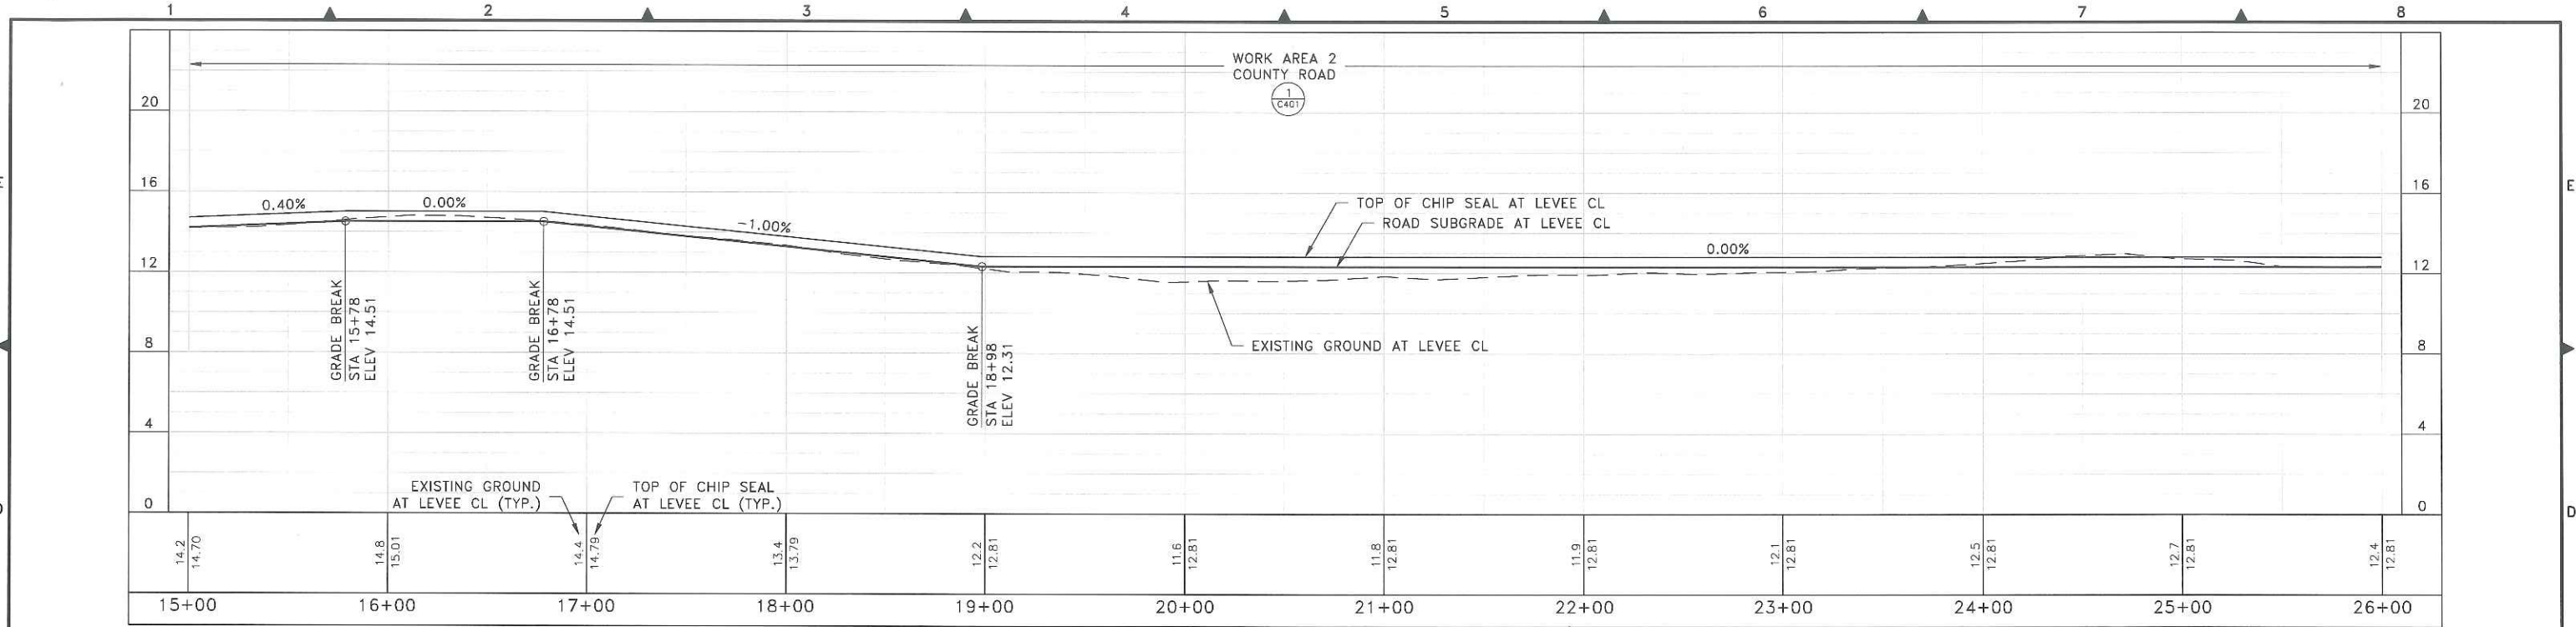 1 2 3 4 5 6 7 8
WORK AREA 2
COUNTY ROAD
1
C401
20 20
16 16
12 12
8 8
4 4
0 0
E
D
0.40%
0.00%
-1.00%
0.00%
TOP OF CHIP SEAL AT LEVEE CL
ROAD SUBGRADE AT LEVEE CL
EXISTING GROUND AT LEVEE CL
GRADE BREAK
STA 15+78
ELEV 14.51
GRADE BREAK
STA 16+78
ELEV 14.51
GRADE BREAK
STA 18+98
ELEV 12.31
EXISTING GROUND
AT LEVEE CL (TYP.)
TOP OF CHIP SEAL
AT LEVEE CL (TYP.)
14.2
14.70
14.8
15.01
14.4
14.79
13.4
13.79
12.2
12.81
11.6
12.81
11.8
12.81
11.9
12.81
12.1
12.81
12.5
12.81
12.7
12.81
12.4
12.81
15+00 16+00 17+00 18+00 19+00 20+00 21+00 22+00 23+00 24+00 25+00 26+00